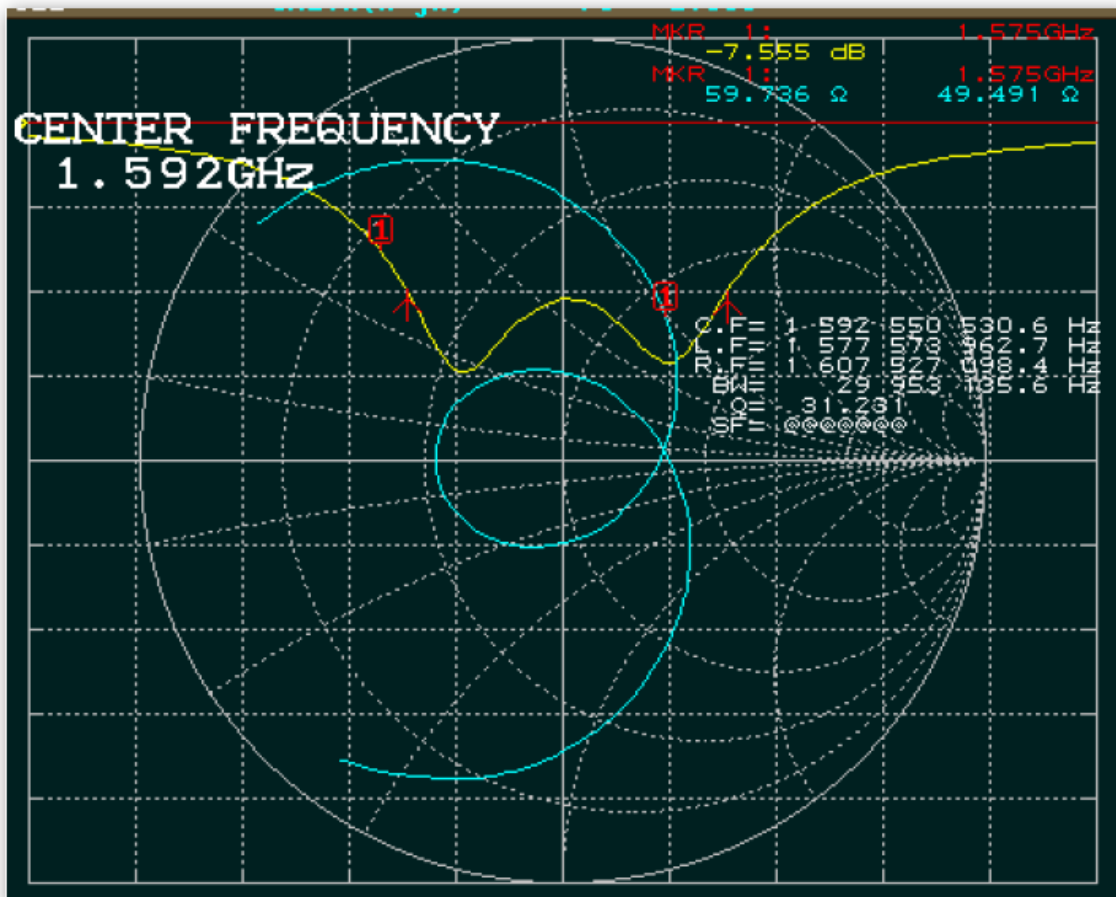 MKR 1: 1.575GHz
-7.555 dB
MKR 1: 1.575GHz
59.736 Ω 49.491 Ω
CENTER FREQUENCY
1.592GHz
1
1
C.F= 1 592 550 530.6 Hz
L.F= 1 577 573 962.7 Hz
R.F= 1 607 527 098.4 Hz
BW= 29 953 135.6 Hz
Q= 31.231
SF= @@@@@@@